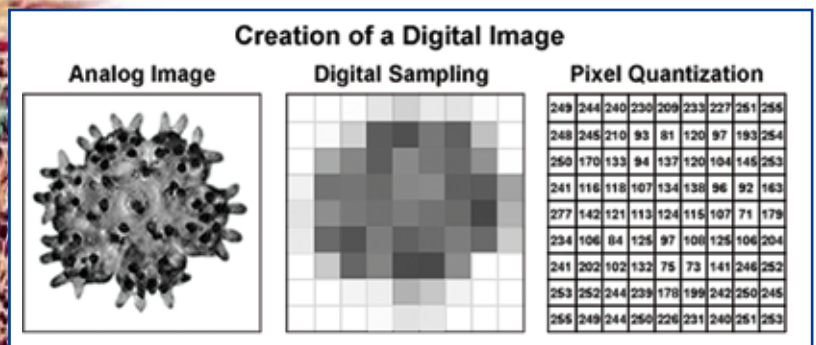 Creation of a Digital Image
Analog Image Digital Sampling Pixel Quantization
249 244 240 230 209 233 227 251 255
248 245 210 93 81 120 97 193 254
250 170 133 94 137 120 104 145 253
241 116 118 107 134 138 96 92 163
277 142 121 113 124 115 107 71 179
234 106 84 125 97 108 125 106 204
241 202 102 132 75 73 141 246 252
253 252 244 239 178 199 242 250 245
255 249 244 250 226 231 240 251 253